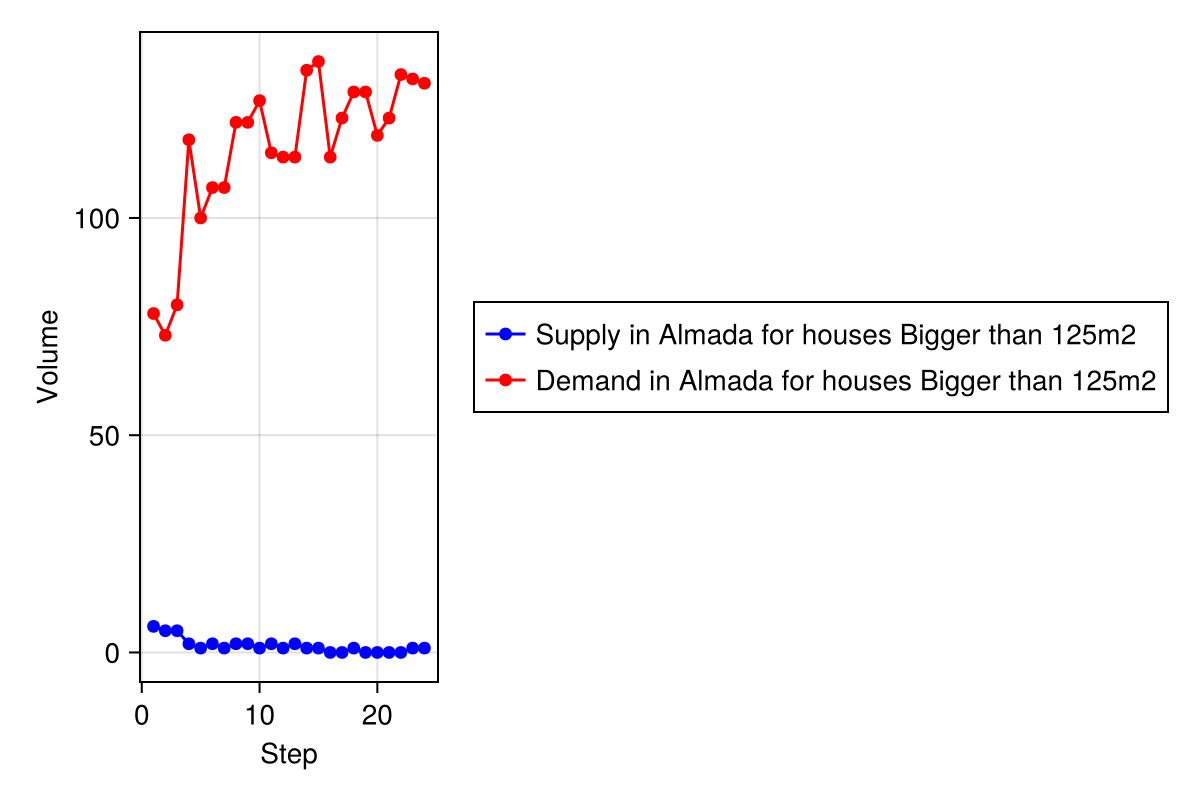 Volume
100
50
0
0 10 20
Step
Supply in Almada for houses Bigger than 125m2
Demand in Almada for houses Bigger than 125m2